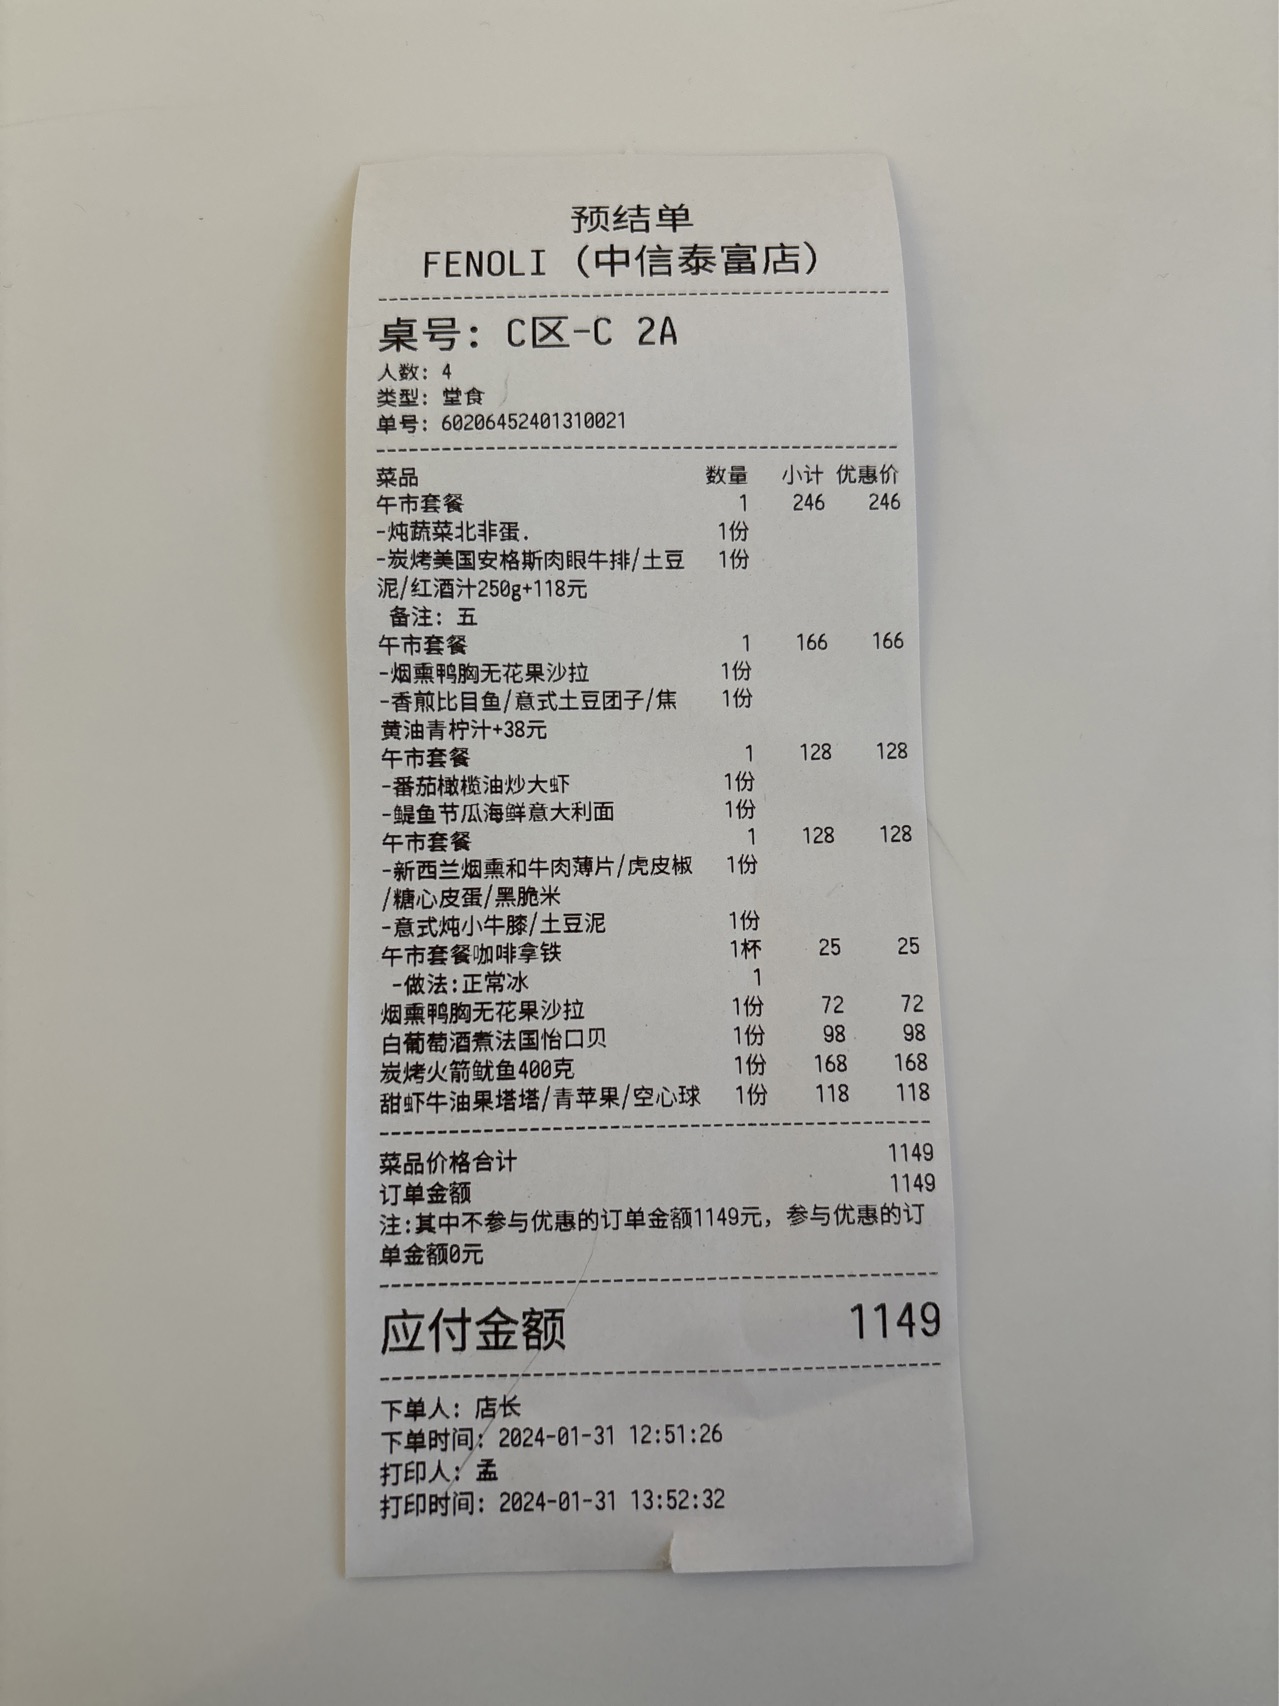 预结单
FENOLI（中信泰富店）
桌号：C区-C 2A
人数：4
类型：堂食
单号：602064524013​10021
菜品 数量 小计 优惠价
午市套餐 1 246 246
-炖蔬菜北非蛋. 1份
-炭烤美国安格斯肉眼牛排/土豆 1份
泥/红酒汁250g+118元
备注：五
午市套餐 1 166 166
-烟熏鸭胸无花果沙拉 1份
-香煎比目鱼/意式土豆团子/焦 1份
黄油青柠汁+38元
午市套餐 1 128 128
-番茄橄榄油炒大虾 1份
-鳀鱼节瓜海鲜意大利面 1份
午市套餐 1 128 128
-新西兰烟熏和牛肉薄片/虎皮椒 1份
/糖心皮蛋/黑脆米
-意式炖小牛膝/土豆泥 1份
午市套餐咖啡拿铁 1杯 25 25
-做法:正常冰 1
烟熏鸭胸无花果沙拉 1份 72 72
白葡萄酒煮法国怡口贝 1份 98 98
炭烤火箭鱿鱼400克 1份 168 168
甜虾牛油果塔塔/青苹果/空心球 1份 118 118
菜品价格合计 1149
订单金额 1149
注:其中不参与优惠的订单金额1149元，参与优惠的订
单金额0元
应付金额 1149
下单人：店长
下单时间：2024-01-31 12:51:26
打印人：孟
打印时间：2024-01-31 13:52:32